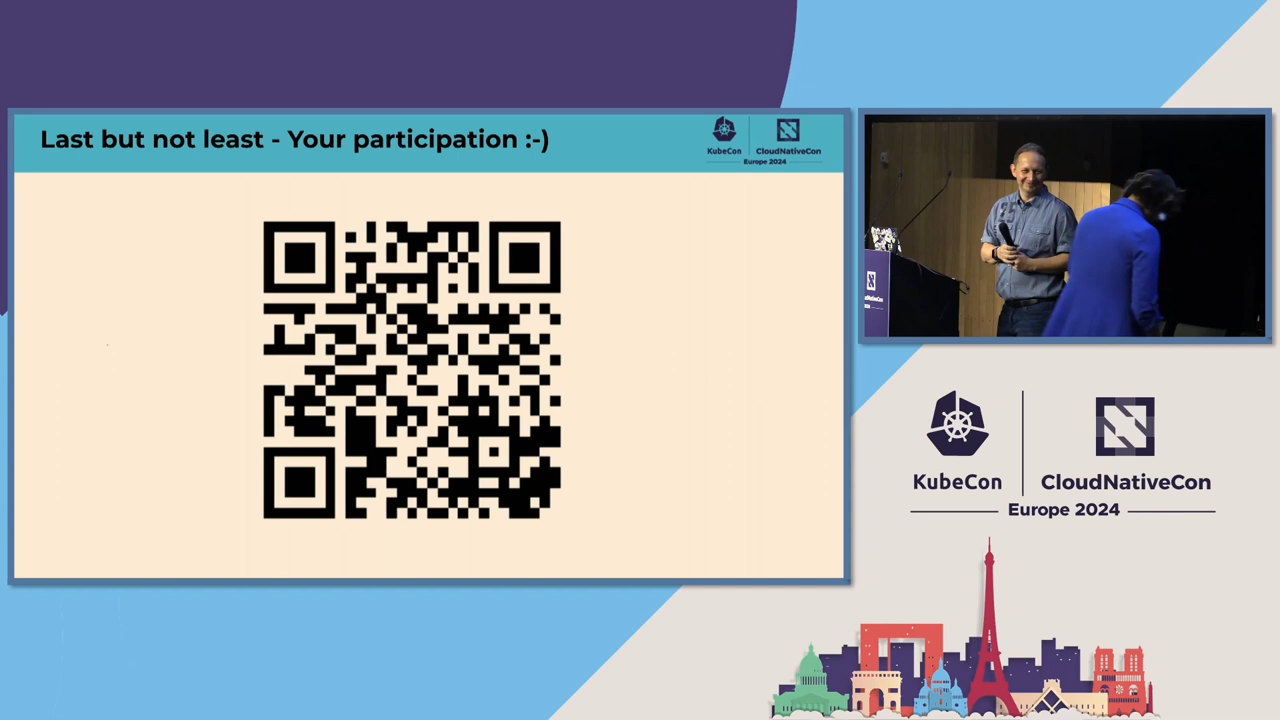 Last but not least - Your participation :-)
KubeCon
CloudNativeCon
Europe 2024
KubeCon
CloudNativeCon
Europe 2024